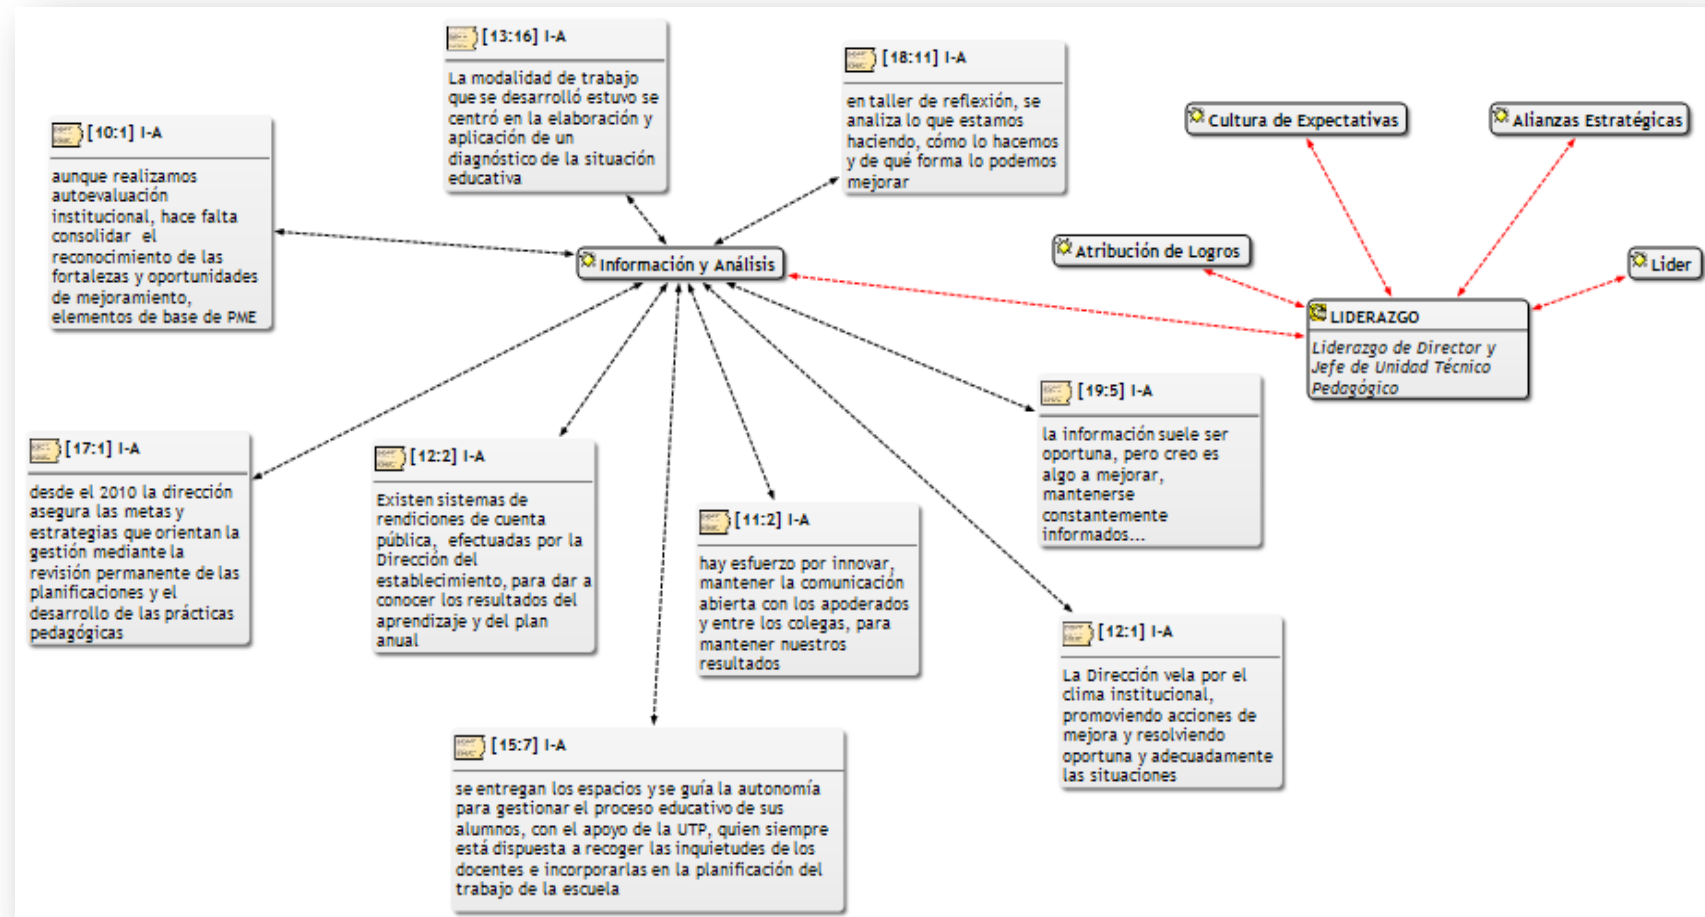 [13:16] I-A
La modalidad de trabajo
que se desarrolló estuvo se
centró en la elaboración y
aplicación de un
diagnóstico de la situación
educativa
[18:11] I-A
en taller de reflexión, se
analiza lo que estamos
haciendo, cómo lo hacemos
y de qué forma lo podemos
mejorar
Cultura de Expectativas
Alianzas Estratégicas
[10:1] I-A
aunque realizamos
autoevaluación
institucional, hace falta
consolidar el
reconocimiento de las
fortalezas y oportunidades
de mejoramiento,
elementos de base de PME
Información y Análisis
Atribución de Logros
Lider
LIDERAZGO
Liderazgo de Director y
Jefe de Unidad Técnico
Pedagógico
[19:5] I-A
la información suele ser
oportuna, pero creo es
algo a mejorar,
mantenerse
constantemente
informados...
[17:1] I-A
desde el 2010 la dirección
asegura las metas y
estrategias que orientan la
gestión mediante la
revisión permanente de las
planificaciones y el
desarrollo de las prácticas
pedagógicas
[12:2] I-A
Existen sistemas de
rendiciones de cuenta
pública, efectuadas por la
Dirección del
establecimiento, para dar a
conocer los resultados del
aprendizaje y del plan
anual
[11:2] I-A
hay esfuerzo por innovar,
mantener la comunicación
abierta con los apoderados
y entre los colegas, para
mantener nuestros
resultados
[12:1] I-A
La Dirección vela por el
clima institucional,
promoviendo acciones de
mejora y resolviendo
oportuna y adecuadamente
las situaciones
[15:7] I-A
se entregan los espacios y se guía la autonomía
para gestionar el proceso educativo de sus
alumnos, con el apoyo de la UTP, quien siempre
está dispuesta a recoger las inquietudes de los
docentes e incorporarlas en la planificación del
trabajo de la escuela